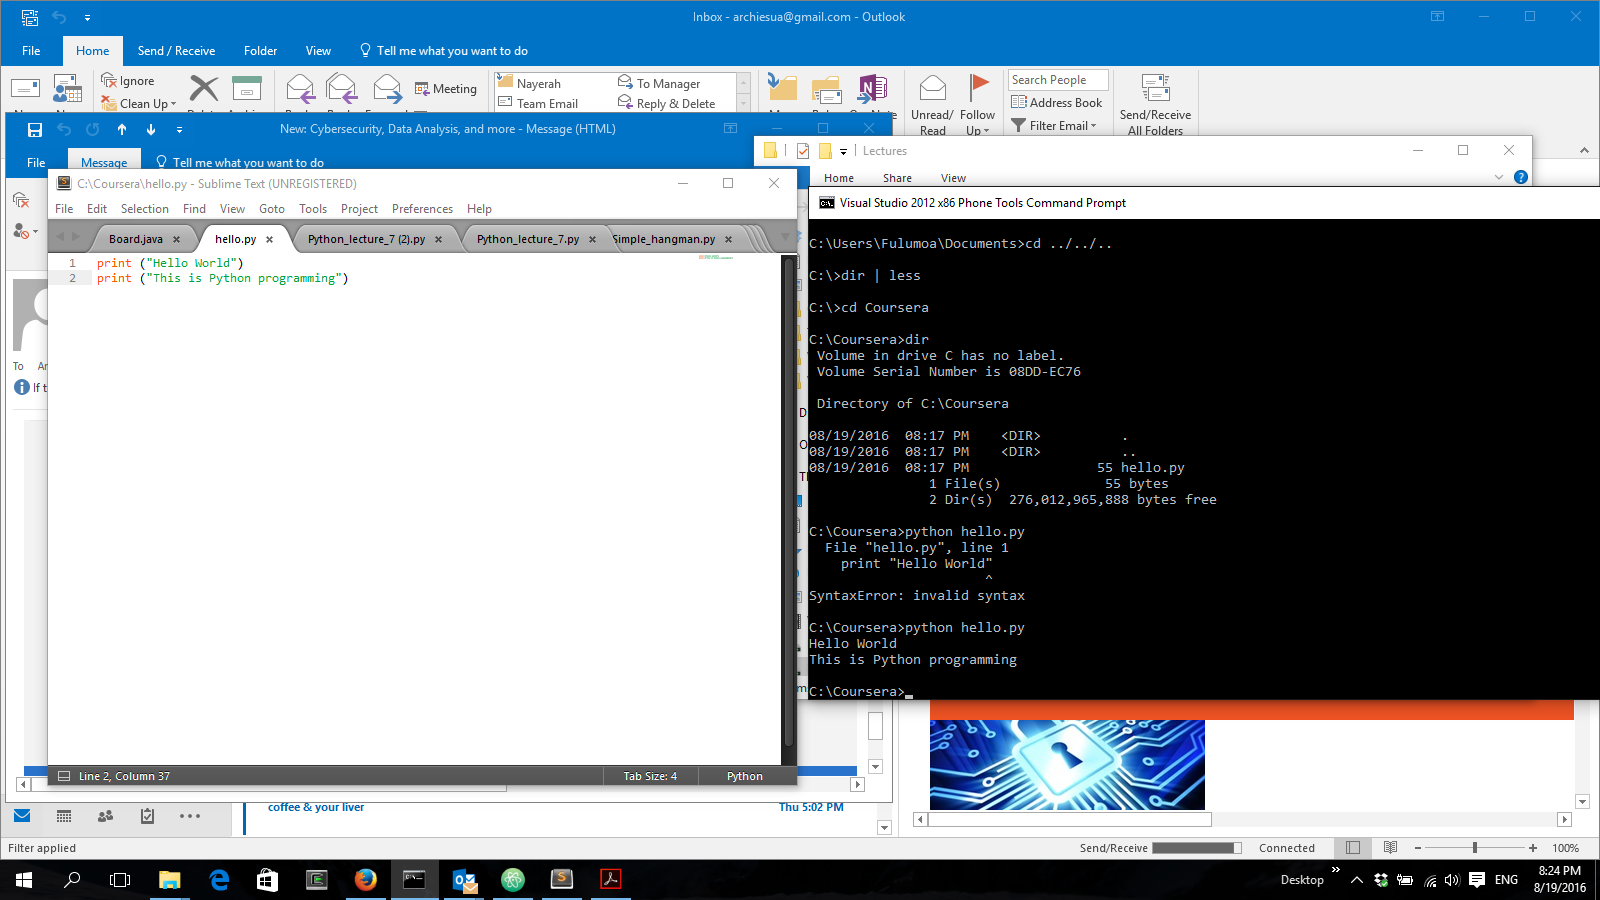 Inbox - archiesua@gmail.com - Outlook
File Home Send / Receive Folder View Tell me what you want to do
Ignore
Clean Up
Meeting
Nayerah
To Manager
Team Email
Reply & Delete
Unread/
Read
Follow
Up
Search People
Address Book
Filter Email
Send/Receive
All Folders
New: Cybersecurity, Data Analysis, and more - Message (HTML)
File Message Tell me what you want to do
To
If t
Lectures
Home Share View
C:\Coursera\hello.py - Sublime Text (UNREGISTERED)
File Edit Selection Find View Goto Tools Project Preferences Help
Board.java hello.py Python_lecture_7 (2).py Python_lecture_7.py Simple_hangman.py
1 print ("Hello World")
2 print ("This is Python programming")
Line 2, Column 37 Tab Size: 4 Python
Visual Studio 2012 x86 Phone Tools Command Prompt
C:\Users\Fulumoa\Documents>cd ../../..
C:\>dir | less
C:\>cd Coursera
C:\Coursera>dir
Volume in drive C has no label.
Volume Serial Number is 08DD-EC76
Directory of C:\Coursera
08/19/2016 08:17 PM <DIR> .
08/19/2016 08:17 PM <DIR> ..
08/19/2016 08:17 PM 55 hello.py
1 File(s) 55 bytes
2 Dir(s) 276,012,965,888 bytes free
C:\Coursera>python hello.py
File "hello.py", line 1
print "Hello World"
^
SyntaxError: invalid syntax
C:\Coursera>python hello.py
Hello World
This is Python programming
C:\Coursera>_
coffee & your liver Thu 5:02 PM
Filter applied Send/Receive Connected 100%
Desktop ENG
8:24 PM
8/19/2016